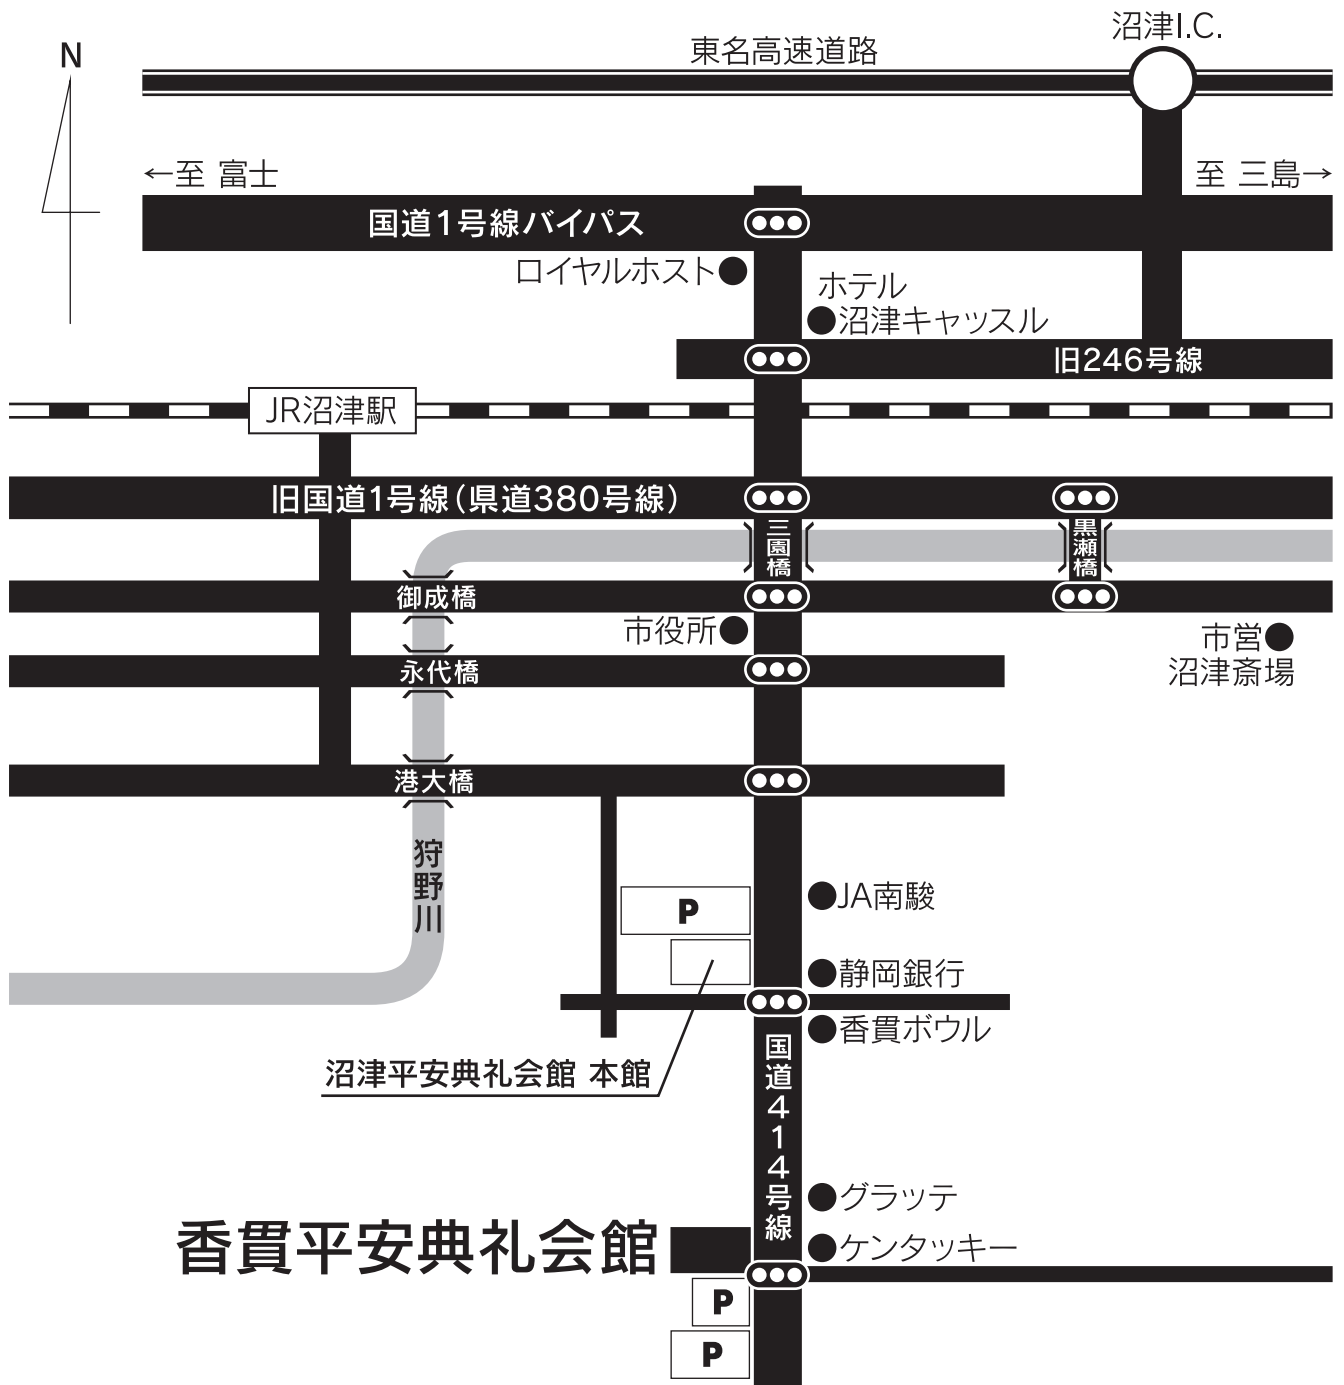 沼津I.C.
東名高速道路
N
←至 富士
至 三島→
国道1号線バイパス
ロイヤルホスト
ホテル
沼津キャッスル
旧246号線
JR沼津駅
旧国道1号線(県道380号線)
三園橋
黒瀬橋
御成橋
市役所
市営
沼津斎場
永代橋
港大橋
狩野川
P
JA南駿
静岡銀行
香貫ボウル
沼津平安典礼会館 本館
国道414号線
グラッテ
香貫平安典礼会館
ケンタッキー
P
P